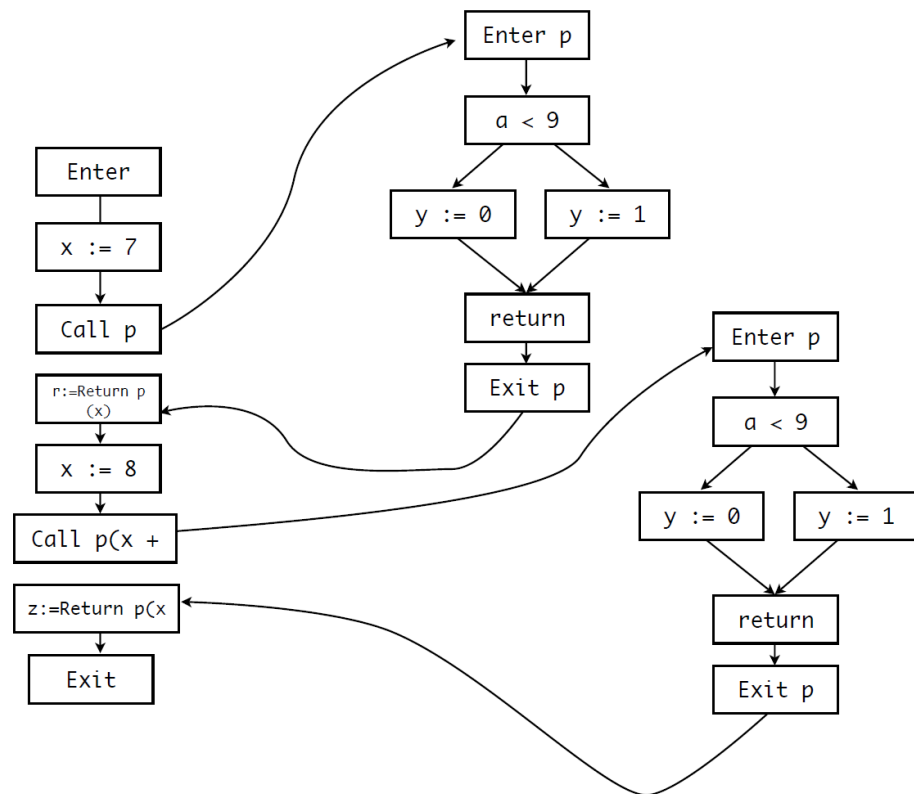 Enter
x := 7
Call p
r:=Return p
(x)
x := 8
Call p(x +
z:=Return p(x
Exit
Enter p
a < 9
y := 0
y := 1
return
Exit p
Enter p
a < 9
y := 0
y := 1
return
Exit p